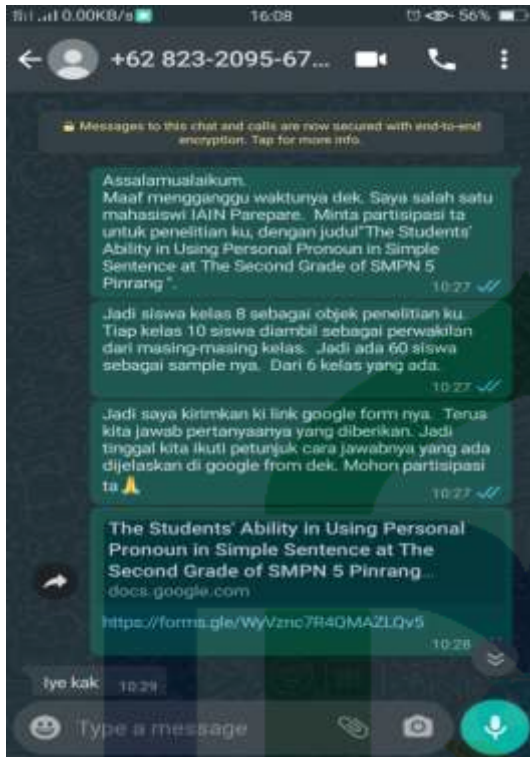 0.00KB/s 16:08 56%
+62 823-2095-67...
Messages to this chat and calls are now secured with end-to-end
encryption. Tap for more info.
Assalamualaikum.
Maaf mengganggu waktunya dek. Saya salah satu
mahasiswi IAIN Parepare. Minta partisipasi ta
untuk penelitian ku, dengan judul"The Students'
Ability in Using Personal Pronoun in Simple
Sentence at The Second Grade of SMPN 5
Pinrang ".
10:27
Jadi siswa kelas 8 sebagai objek penelitian ku.
Tiap kelas 10 siswa diambil sebagai perwakilan
dari masing-masing kelas. Jadi ada 60 siswa
sebagai sample nya. Dari 6 kelas yang ada.
10:27
Jadi saya kirimkan ki link google form nya. Terus
kita jawab pertanyaanya yang diberikan. Jadi
tinggal kita ikuti petunjuk cara jawabnya yang ada
dijelaskan di google from dek. Mohon partisipasi
ta 🙏 10:27
The Students' Ability in Using Personal
Pronoun in Simple Sentence at The
Second Grade of SMPN 5 Pinrang...
docs.google.com
https://forms.gle/WyVznc7R4QMAZLQv5
10:28
Iye kak 10:29
Type a message